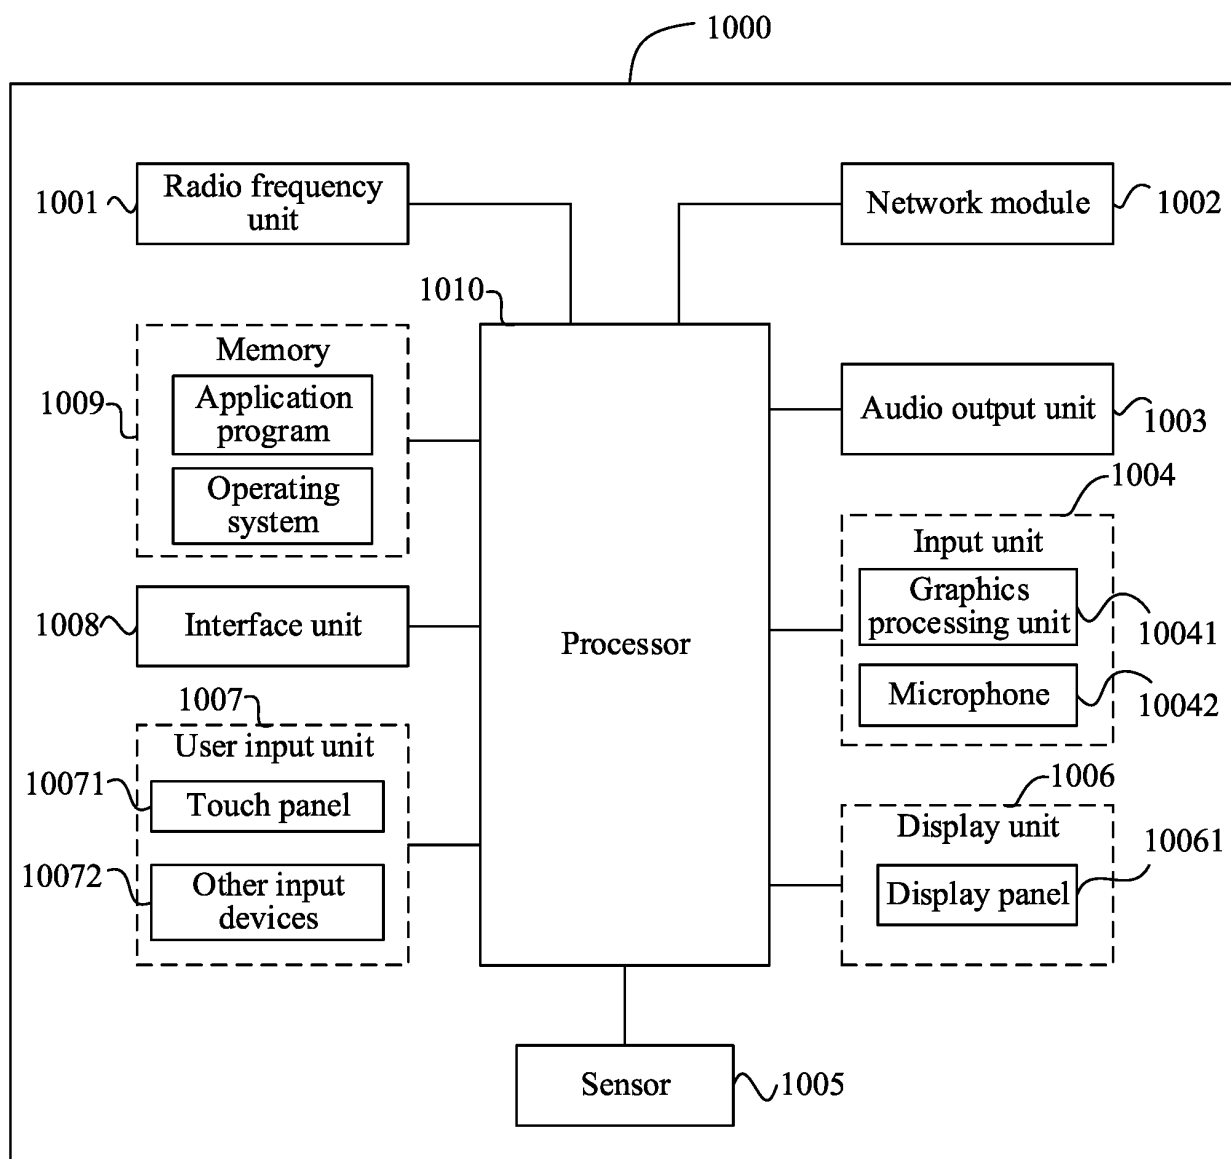 1000
1001
Radio frequency
unit
Network module
1002
1010
1009
Memory
Application
program
Operating
system
Audio output unit
1003
1004
Input unit
Graphics
processing unit
10041
Microphone
10042
1008
Interface unit
Processor
1007
User input unit
10071
Touch panel
10072
Other input
devices
1006
Display unit
10061
Display panel
Sensor
1005